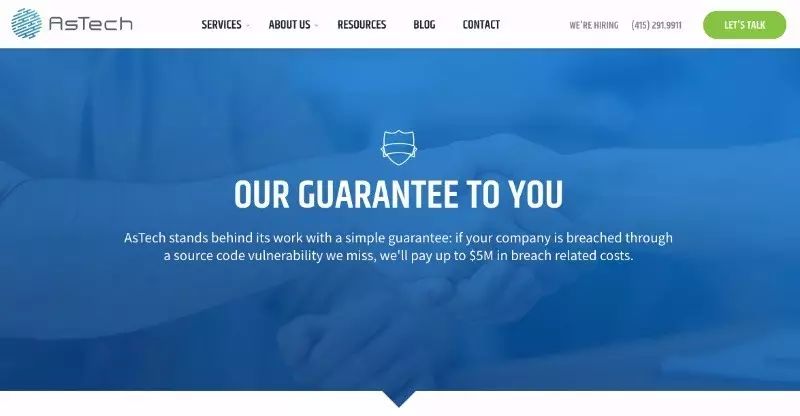 AsTech
SERVICES
ABOUT US
RESOURCES
BLOG
CONTACT
WE'RE HIRING
(415) 291.9911
LET'S TALK
OUR GUARANTEE TO YOU
AsTech stands behind its work with a simple guarantee: if your company is breached through
a source code vulnerability we miss, we'll pay up to $5M in breach related costs.